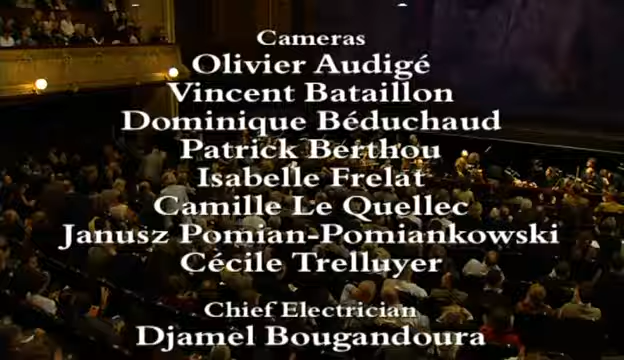 Cameras
Olivier Audigé
Vincent Bataillon
Dominique Béduchaud
Patrick Berthou
Isabelle Frelat
Camille Le Quellec
Janusz Pomian-Pomiankowski
Cécile Trelluyer
Chief Electrician
Djamel Bougandoura